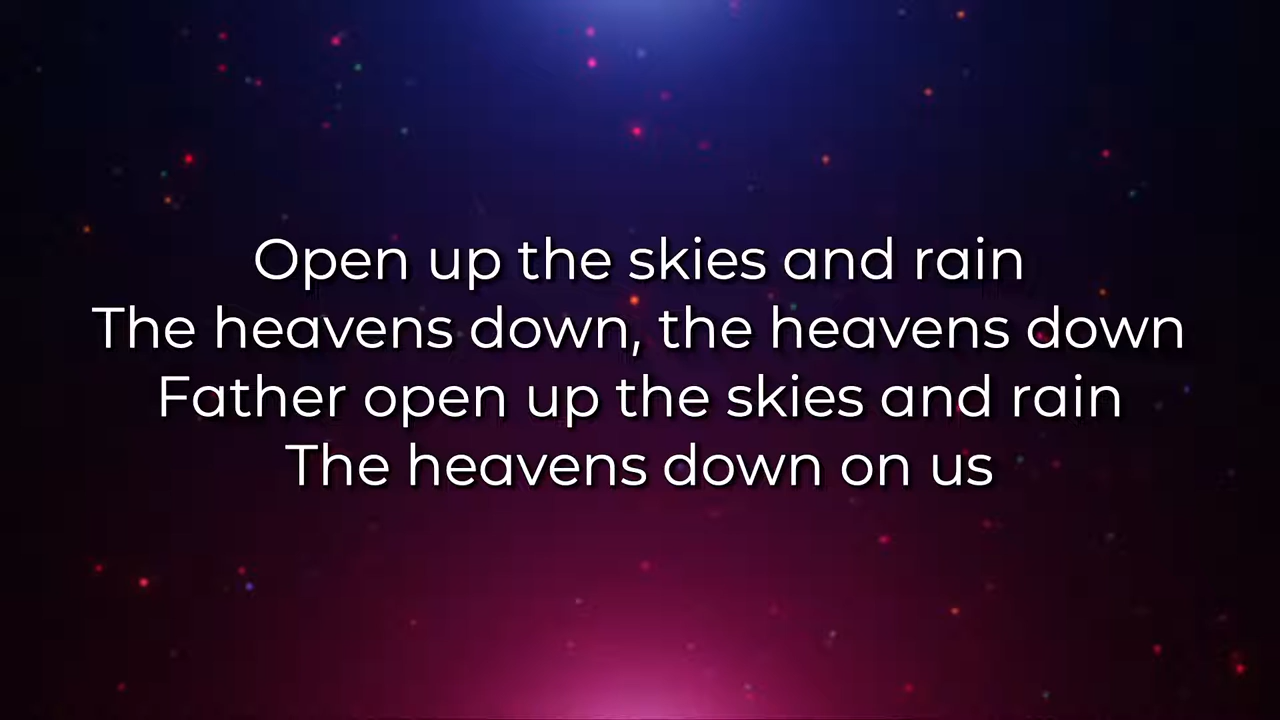 Open up the skies and rain
The heavens down, the heavens down
Father open up the skies and rain
The heavens down on us